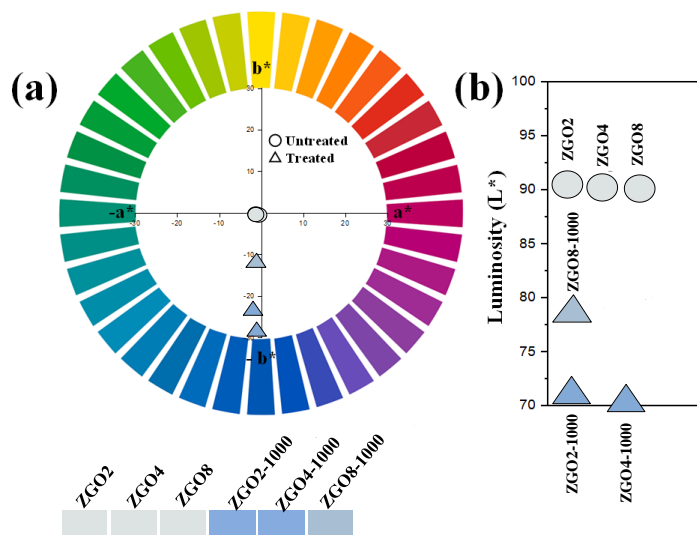 (a)
b*
30
20
10
Untreated
Treated
-a*
a*
-30
-20
-10
0
10
20
30
-10
-20
- b*
ZGO2
ZGO4
ZGO8
ZGO2-1000
ZGO4-1000
ZGO8-1000
(b)
Luminosity (L*)
100
95
90
85
78
75
70
ZGO2
ZGO4
ZGO8
ZGO8-1000
ZGO2-1000
ZGO4-1000